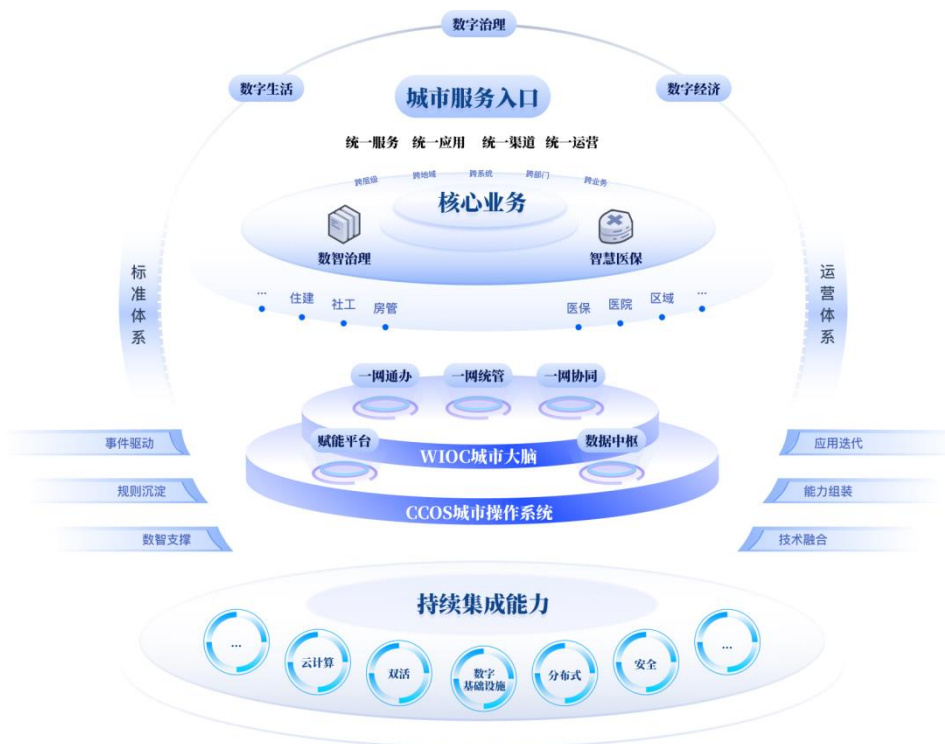 数字治理
数字生活
数字经济
城市服务入口
统一服务 统一应用 统一渠道 统一运营
跨层级 跨地域 跨系统 跨部门 跨业务
核心业务
数智治理
智慧医保
标准体系
运营体系
... 住建 社工 房管
医保 医院 区域 ...
一网通办 一网统管 一网协同
赋能平台
数据中枢
WIOC城市大脑
CCOS城市操作系统
事件驱动
规则沉淀
数智支撑
应用迭代
能力组装
技术融合
持续集成能力
...
云计算
双活
数字
基础设施
分布式
安全
...